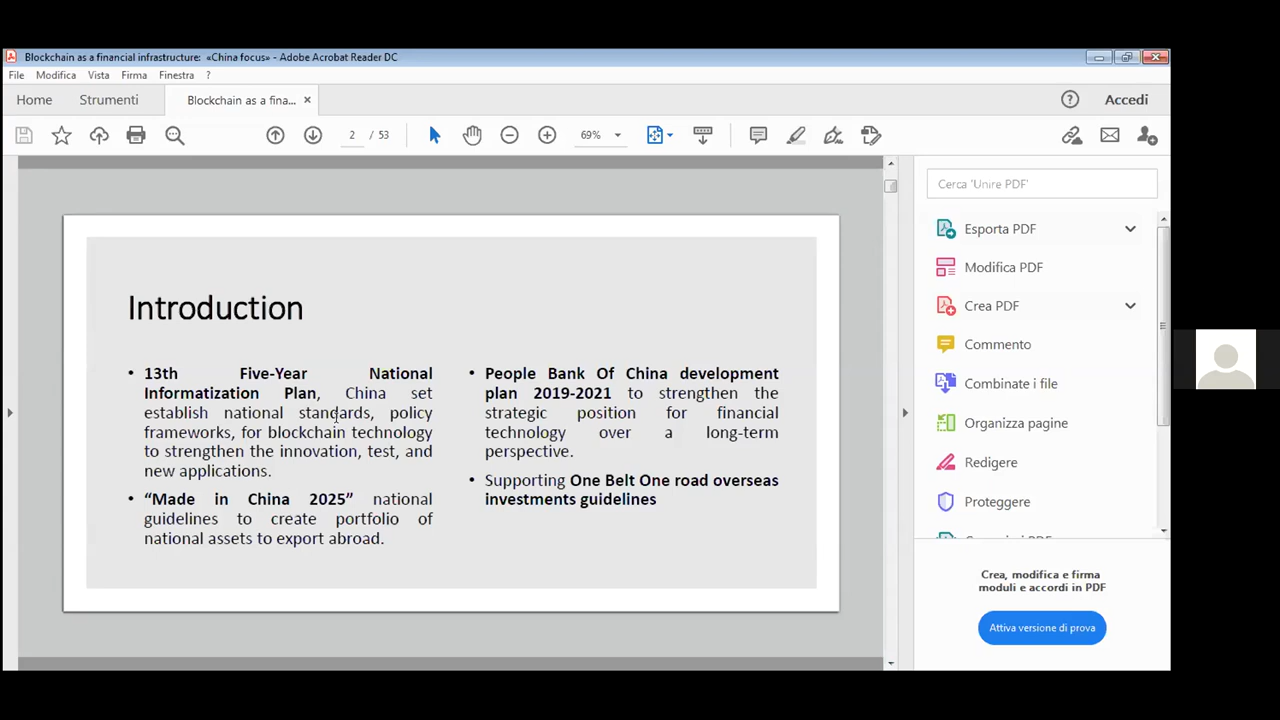 Blockchain as a financial infrastructure: «China focus» - Adobe Acrobat Reader DC
File Modifica Vista Firma Finestra ?
Home Strumenti Blockchain as a fina... × Accedi
2 / 53 69%
Cerca 'Unire PDF'
Esporta PDF
Modifica PDF
Crea PDF
Commento
Combinate i file
Organizza pagine
Redigere
Proteggere
Introduction
• 13th Five-Year National
Informatization Plan, China set
establish national standards, policy
frameworks, for blockchain technology
to strengthen the innovation, test, and
new applications.
• “Made in China 2025” national
guidelines to create portfolio of
national assets to export abroad.
• People Bank Of China development
plan 2019-2021 to strengthen the
strategic position for financial
technology over a long-term
perspective.
• Supporting One Belt One road overseas
investments guidelines
Crea, modifica e firma
moduli e accordi in PDF
Attiva versione di prova